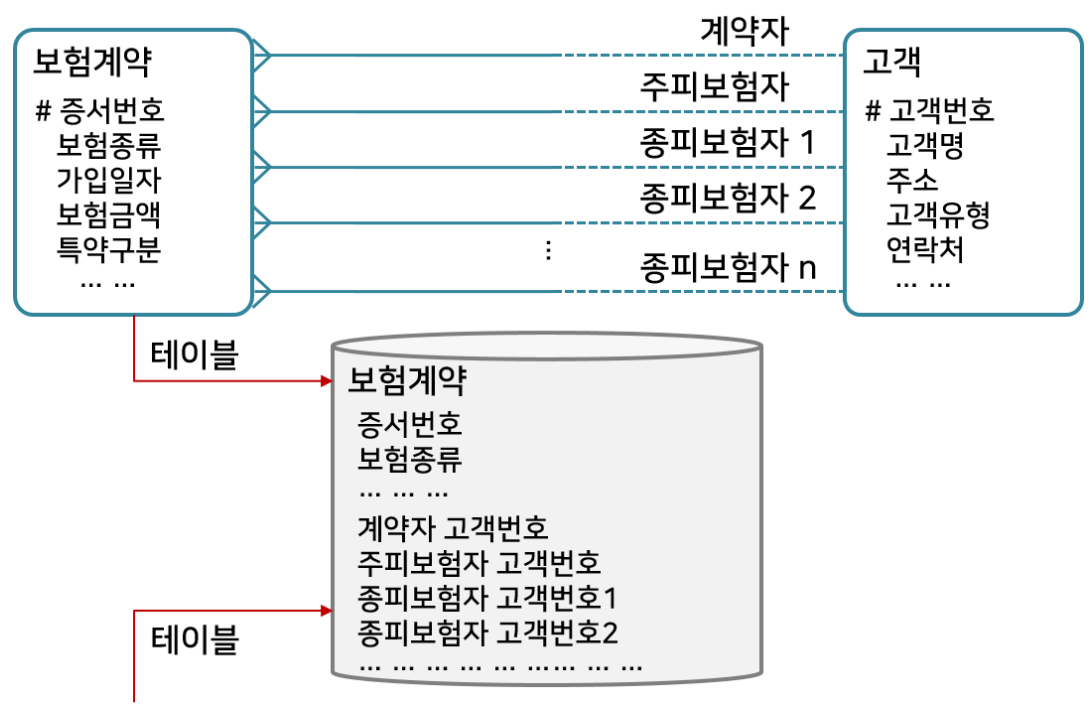 보험계약
# 증서번호
보험종류
가입일자
보험금액
특약구분
... ...
계약자
주피보험자
종피보험자 1
종피보험자 2
⋮
종피보험자 n
고객
# 고객번호
고객명
주소
고객유형
연락처
... ...
테이블
보험계약
증서번호
보험종류
... ... ...
계약자 고객번호
주피보험자 고객번호
종피보험자 고객번호1
종피보험자 고객번호2
... ... ... ... ... ...... ... ...
테이블